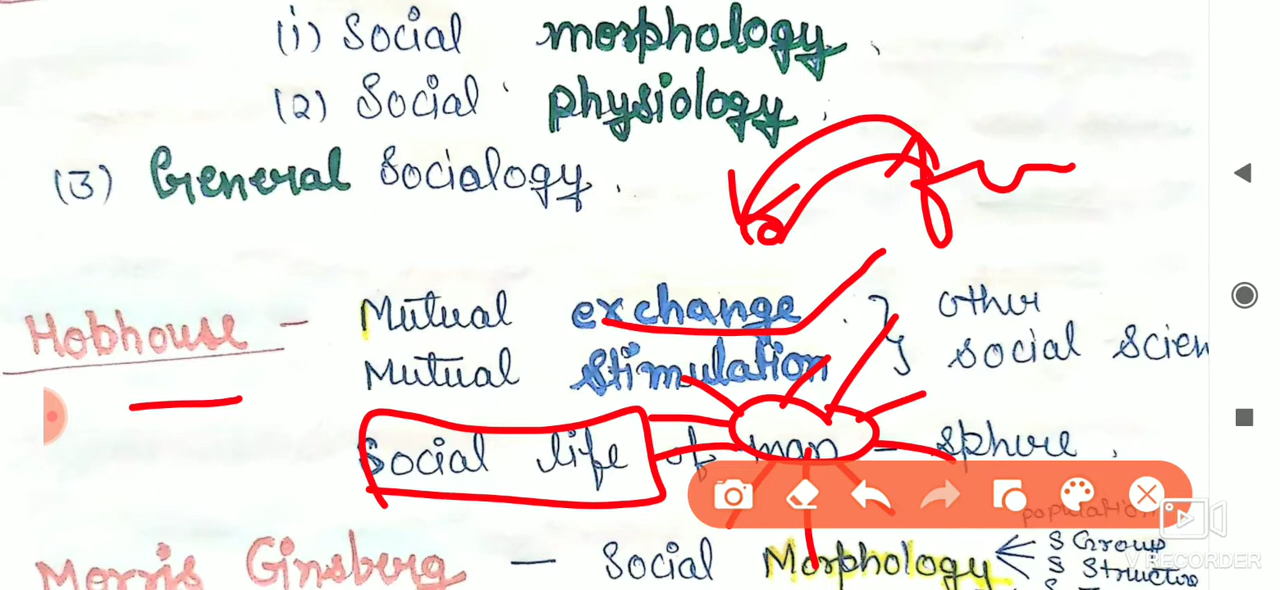 (1) Social morphology.
(2) Social physiology.
(3) General Sociology.
Hobhouse - Mutual exchange. } other
Mutual Stimulation social scien
Social life of man - sphere.
population
Morris Ginsberg - Social Morphology S Group
S Structure
V RECORDER